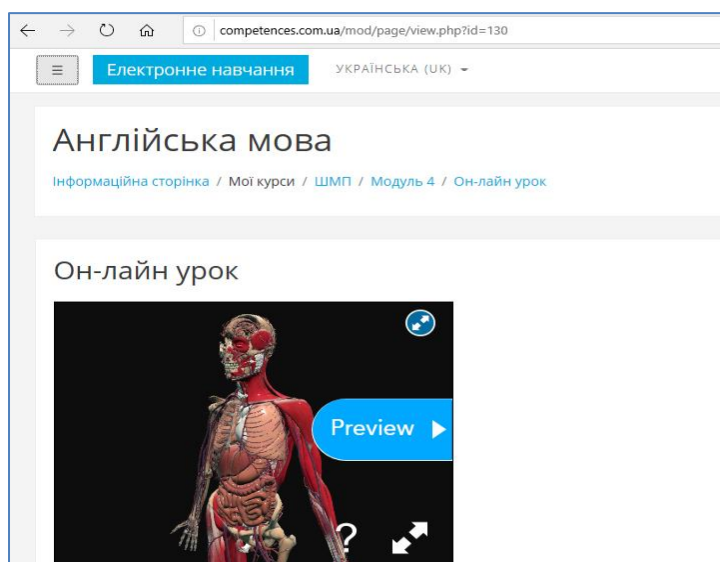 competences.com.ua/mod/page/view.php?id=130
Електронне навчання УКРАЇНСЬКА (UK)
Англійська мова
Інформаційна сторінка / Мої курси / ШМП / Модуль 4 / Он-лайн урок
Он-лайн урок
Preview
?